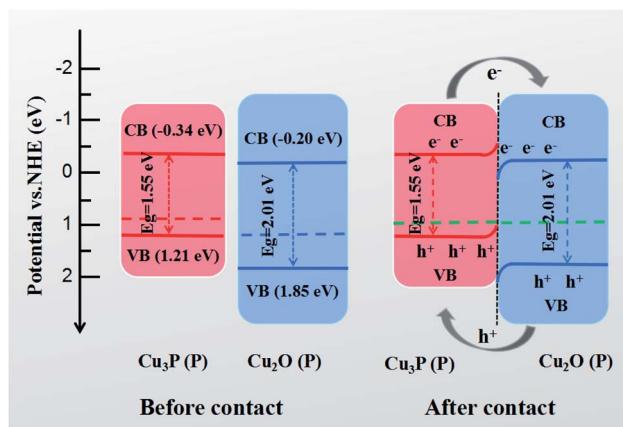 Potential vs.NHE (eV)
-2
-1
0
1
2
CB (-0.34 eV)
Eg=1.55 eV
VB (1.21 eV)
CB (-0.20 eV)
Eg=2.01 eV
VB (1.85 eV)
Cu₃P (P)
Cu₂O (P)
Before contact
e⁻
CB
e⁻ e⁻
Eg=1.55 eV
h⁺ h⁺ h⁺
VB
CB
e⁻ e⁻ e⁻
Eg=2.01 eV
h⁺ h⁺
VB
h⁺
Cu₃P (P)
Cu₂O (P)
After contact